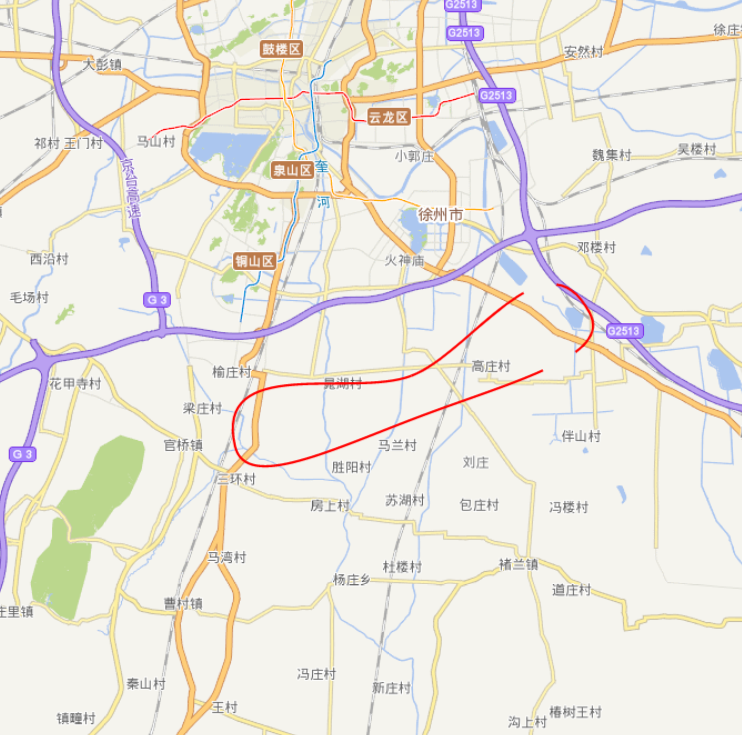 G2513
G2513
徐庄
鼓楼区
安然村
大彭镇
G2513
云龙区
祁村
王门村
马山村
小郭庄
魏集村
吴楼村
泉山区
奎河
京台高速
徐州市
邓楼村
西沿村
铜山区
火神庙
毛场村
G 3
G2513
榆庄村
高庄村
花甲寺村
昆湖村
梁庄村
伴山村
官桥镇
马兰村
G 3
胜阳村
刘庄
三环村
房上村
苏湖村
包庄村
冯楼村
马湾村
杜楼村
褚兰镇
杨庄乡
道庄村
曹村镇
庄里镇
冯庄村
秦山村
新庄村
王村
椿树王村
镇疃村
沟上村